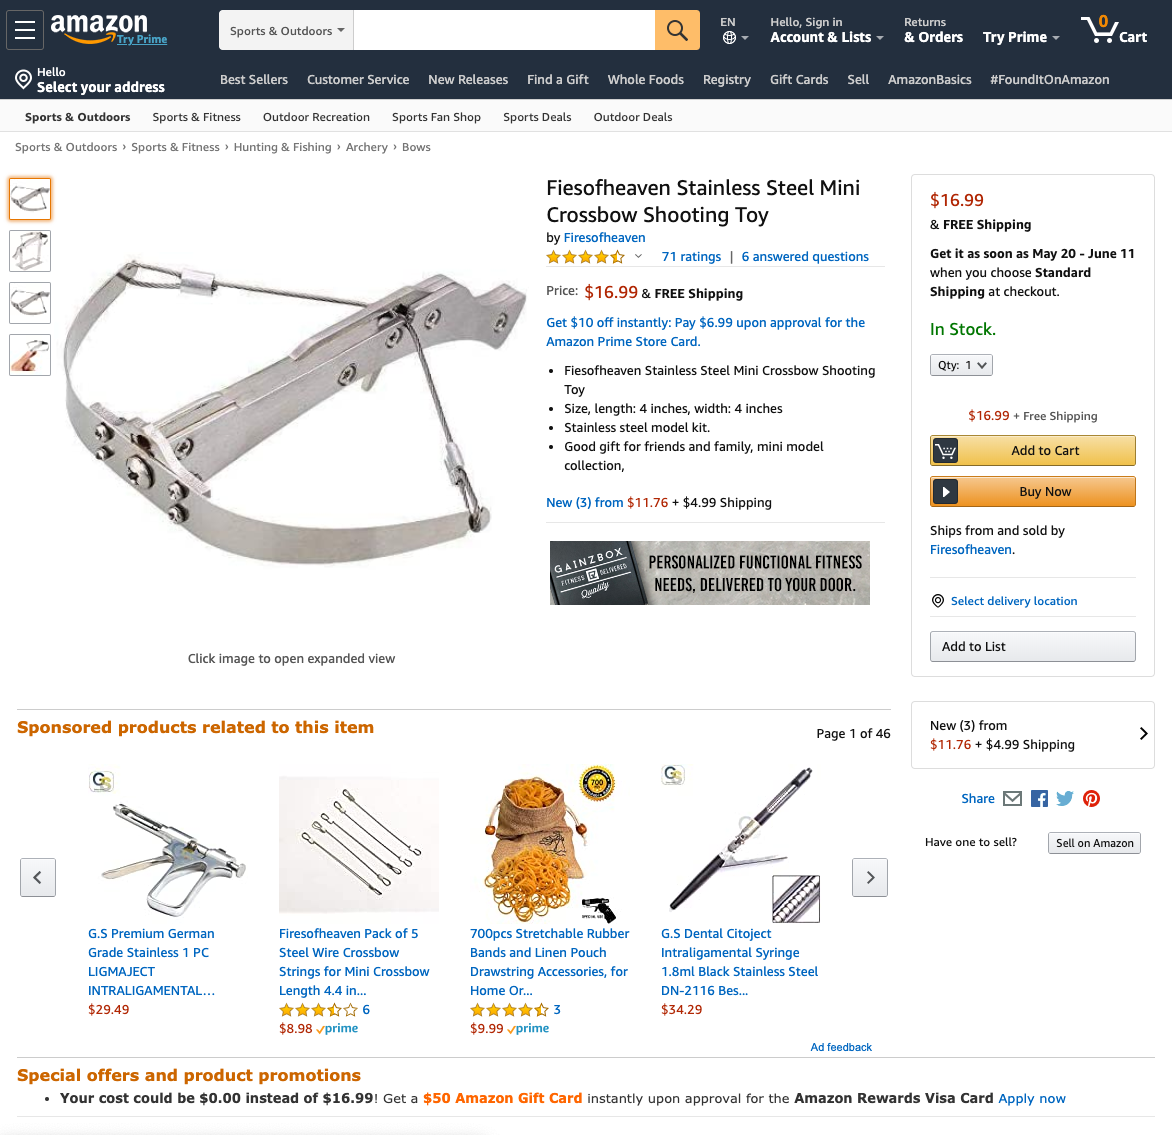 amazon
Try Prime
Sports & Outdoors
EN
Hello, Sign in
Account & Lists
Returns
& Orders
Try Prime
0
Cart
Hello
Select your address
Best Sellers
Customer Service
New Releases
Find a Gift
Whole Foods
Registry
Gift Cards
Sell
AmazonBasics
#FoundItOnAmazon
Sports & Outdoors
Sports & Fitness
Outdoor Recreation
Sports Fan Shop
Sports Deals
Outdoor Deals
Sports & Outdoors › Sports & Fitness › Hunting & Fishing › Archery › Bows
Fiesofheaven Stainless Steel Mini
Crossbow Shooting Toy
by Firesofheaven
71 ratings | 6 answered questions
Price: $16.99 & FREE Shipping
Get $10 off instantly: Pay $6.99 upon approval for the
Amazon Prime Store Card.
• Fiesofheaven Stainless Steel Mini Crossbow Shooting
Toy
• Size, length: 4 inches, width: 4 inches
• Stainless steel model kit.
• Good gift for friends and family, mini model
collection,
New (3) from $11.76 + $4.99 Shipping
GAINZBOX
FITNESS DELIVERED
Quality
PERSONALIZED FUNCTIONAL FITNESS
NEEDS, DELIVERED TO YOUR DOOR.
Click image to open expanded view
$16.99
& FREE Shipping
Get it as soon as May 20 - June 11
when you choose Standard
Shipping at checkout.
In Stock.
Qty: 1
$16.99 + Free Shipping
Add to Cart
Buy Now
Ships from and sold by
Firesofheaven.
Select delivery location
Add to List
New (3) from
$11.76 + $4.99 Shipping
Share
Have one to sell?
Sell on Amazon
Sponsored products related to this item
Page 1 of 46
GS
G.S Premium German
Grade Stainless 1 PC
LIGMAJECT
INTRALIGAMENTAL…
$29.49
Firesofheaven Pack of 5
Steel Wire Crossbow
Strings for Mini Crossbow
Length 4.4 in...
6
$8.98 prime
700
700pcs Stretchable Rubber
Bands and Linen Pouch
Drawstring Accessories, for
Home Or...
3
$9.99 prime
GS
G.S Dental Citoject
Intraligamental Syringe
1.8ml Black Stainless Steel
DN-2116 Bes...
$34.29
Ad feedback
Special offers and product promotions
• Your cost could be $0.00 instead of $16.99! Get a $50 Amazon Gift Card instantly upon approval for the Amazon Rewards Visa Card Apply now